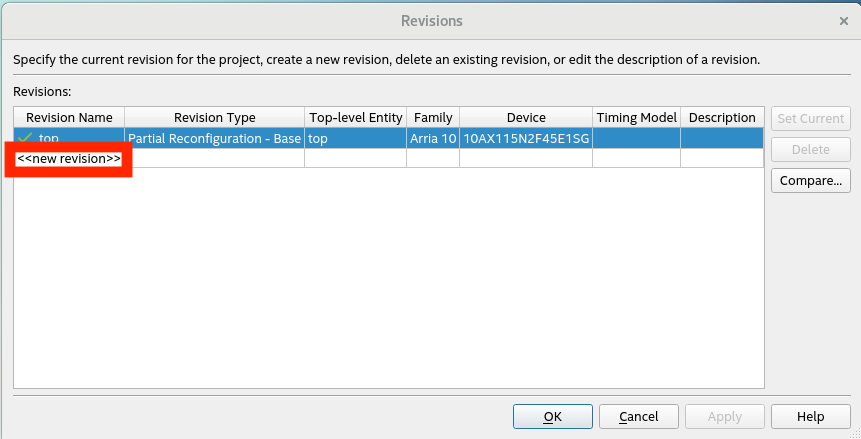 Revisions
Specify the current revision for the project, create a new revision, delete an existing revision, or edit the description of a revision.
Revisions:
Revision Name Revision Type Top-level Entity Family Device Timing Model Description
top Partial Reconfiguration - Base top Arria 10 10AX115N2F45E1SG
<<new revision>>
Set Current
Delete
Compare...
OK Cancel Apply Help